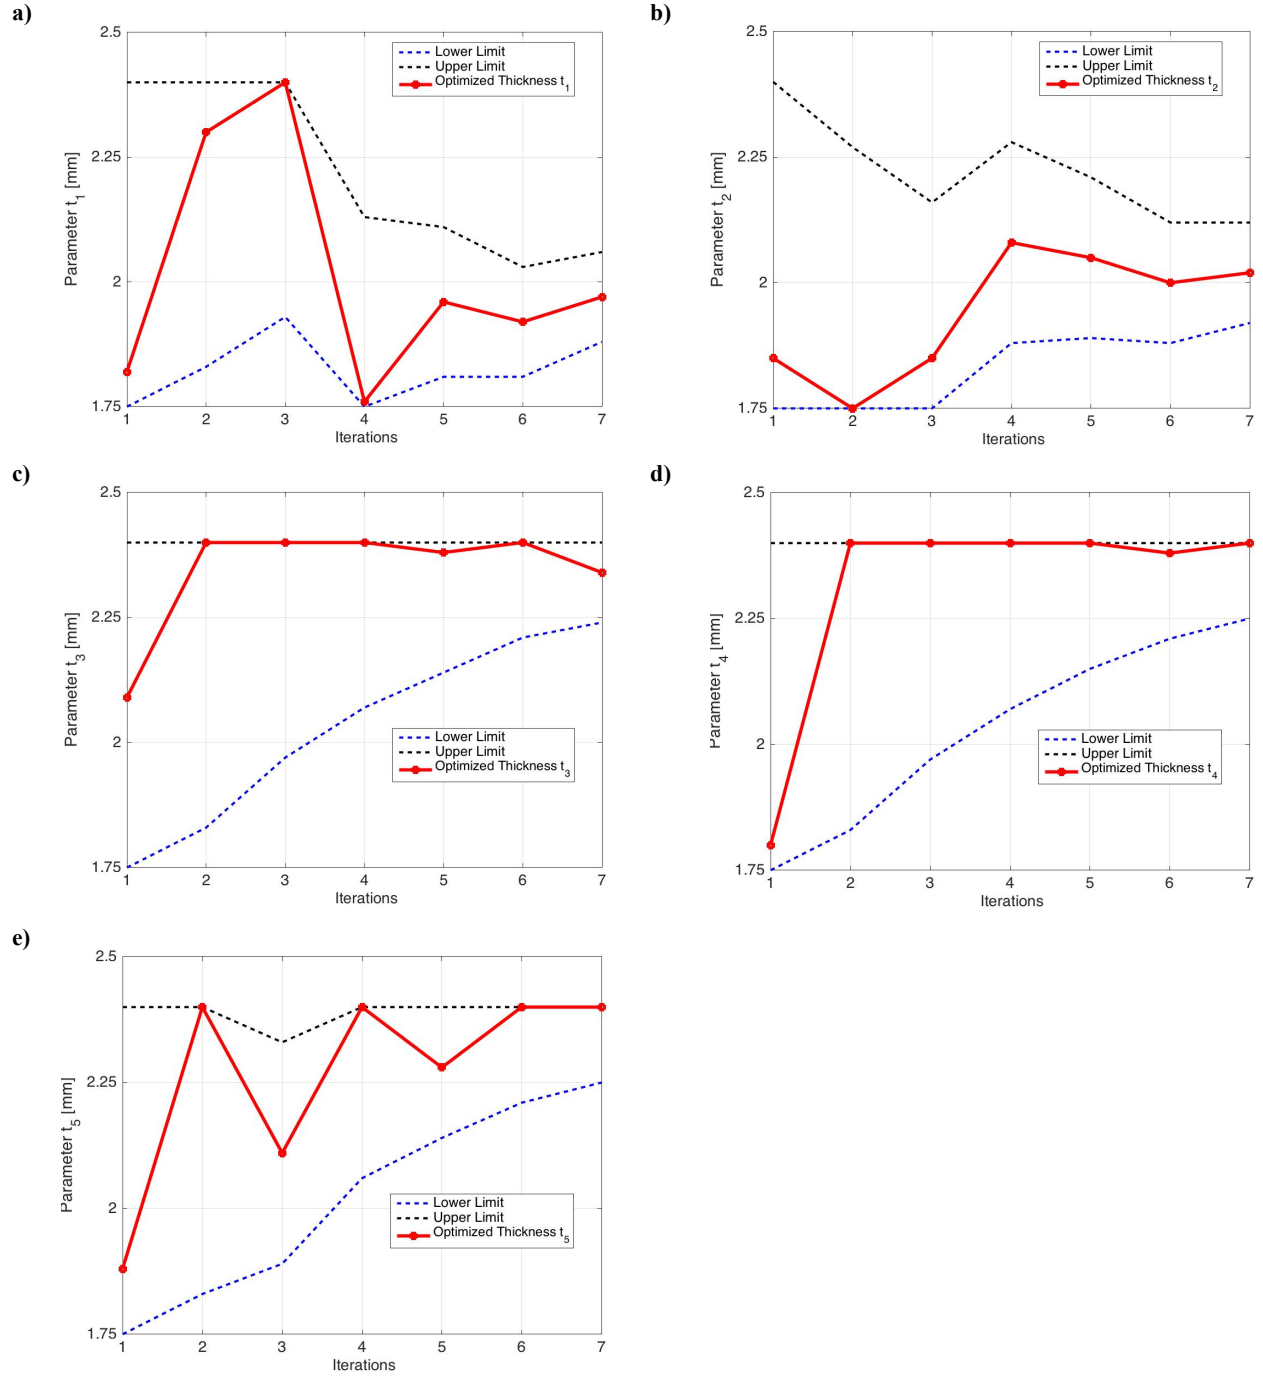 a)
2.5
2.25
2
1.75
Parameter t1 [mm]
1 2 3 4 5 6 7
Iterations
Lower Limit
Upper Limit
Optimized Thickness t1
b)
2.5
2.25
2
1.75
Parameter t2 [mm]
1 2 3 4 5 6 7
Iterations
Lower Limit
Upper Limit
Optimized Thickness t2
c)
2.5
2.25
2
1.75
Parameter t3 [mm]
1 2 3 4 5 6 7
Iterations
Lower Limit
Upper Limit
Optimized Thickness t3
d)
2.5
2.25
2
1.75
Parameter t4 [mm]
1 2 3 4 5 6 7
Iterations
Lower Limit
Upper Limit
Optimized Thickness t4
e)
2.5
2.25
2
1.75
Parameter t5 [mm]
1 2 3 4 5 6 7
Iterations
Lower Limit
Upper Limit
Optimized Thickness t5